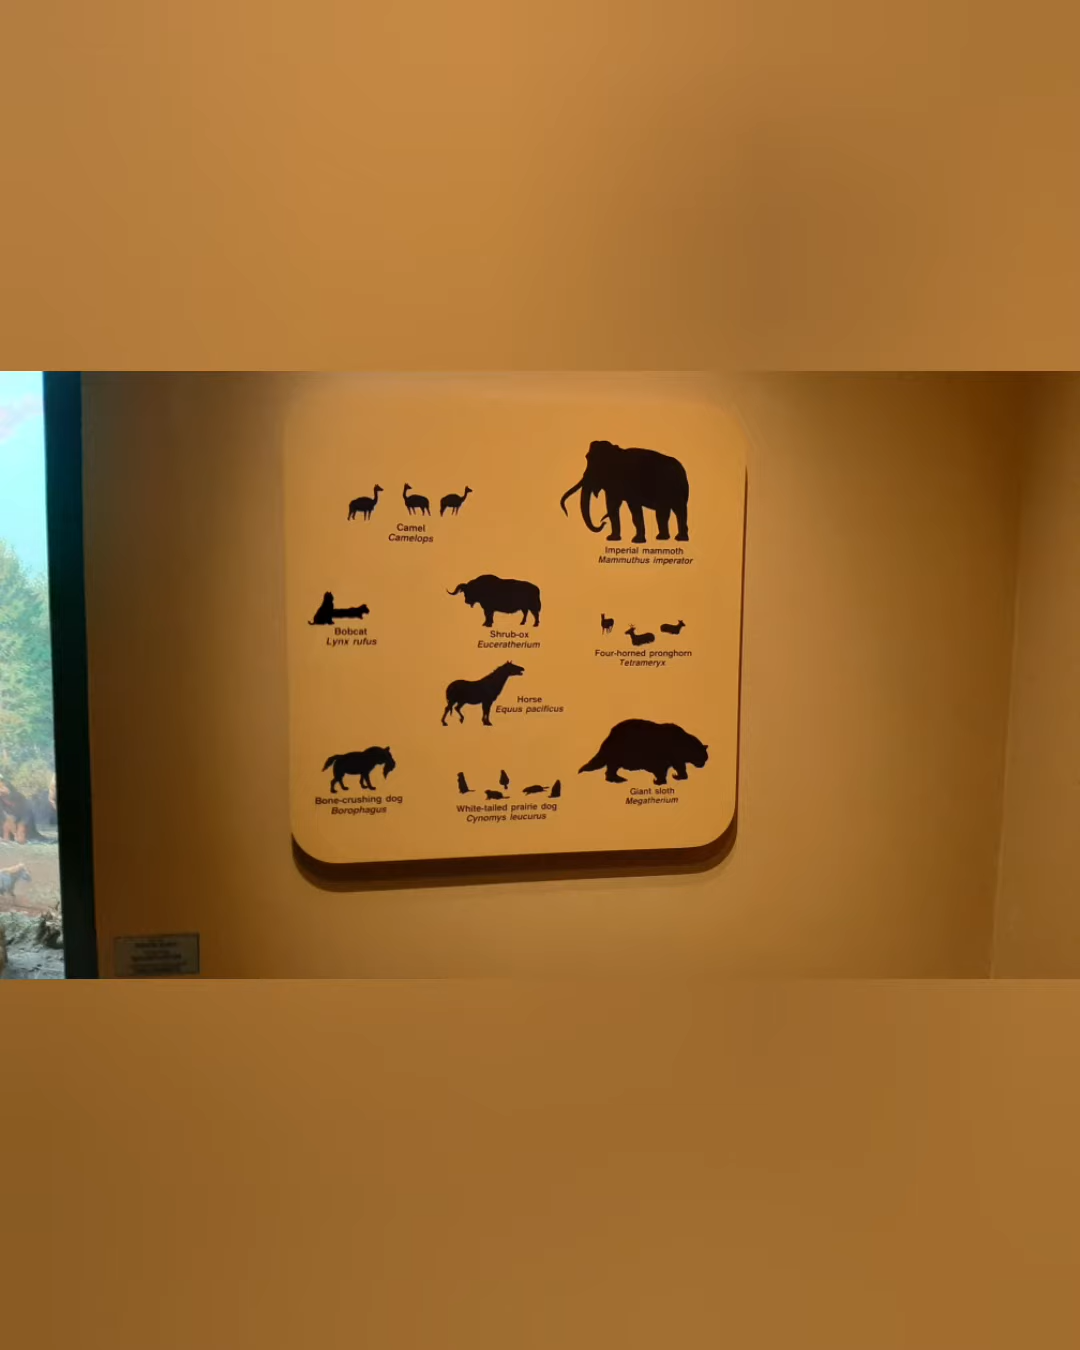 Camel
Camelops
Imperial mammoth
Mammuthus imperator
Bobcat
Lynx rufus
Shrub-ox
Euceratherium
Four-horned pronghorn
Tetrameryx
Horse
Equus pacificus
Bone-crushing dog
Borophagus
White-tailed prairie dog
Cynomys leucurus
Giant sloth
Megatherium